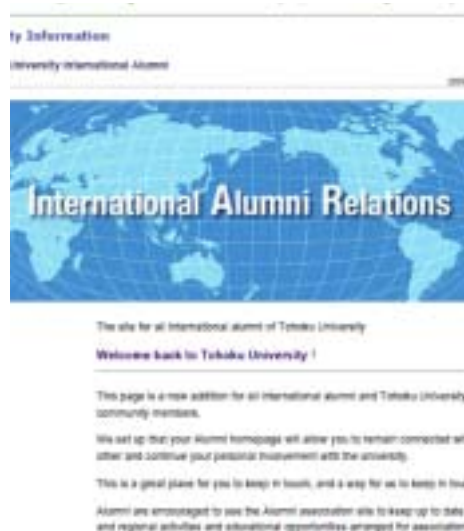 ty Information
University International Alumni
International Alumni Relations
The site for all International alumni of Tohoku University
Welcome back to Tohoku University !
This page is a new addition for all international alumni and Tohoku University
community members.
We set up that your Alumni homepage will allow you to remain connected wi
other and continue your personal involvement with the university.
This is a great place for you to keep in touch, and a way for us to keep in tou
Alumni are encouraged to use the Alumni association site to keep up to date
and regional activities and educational opportunities arranged for association